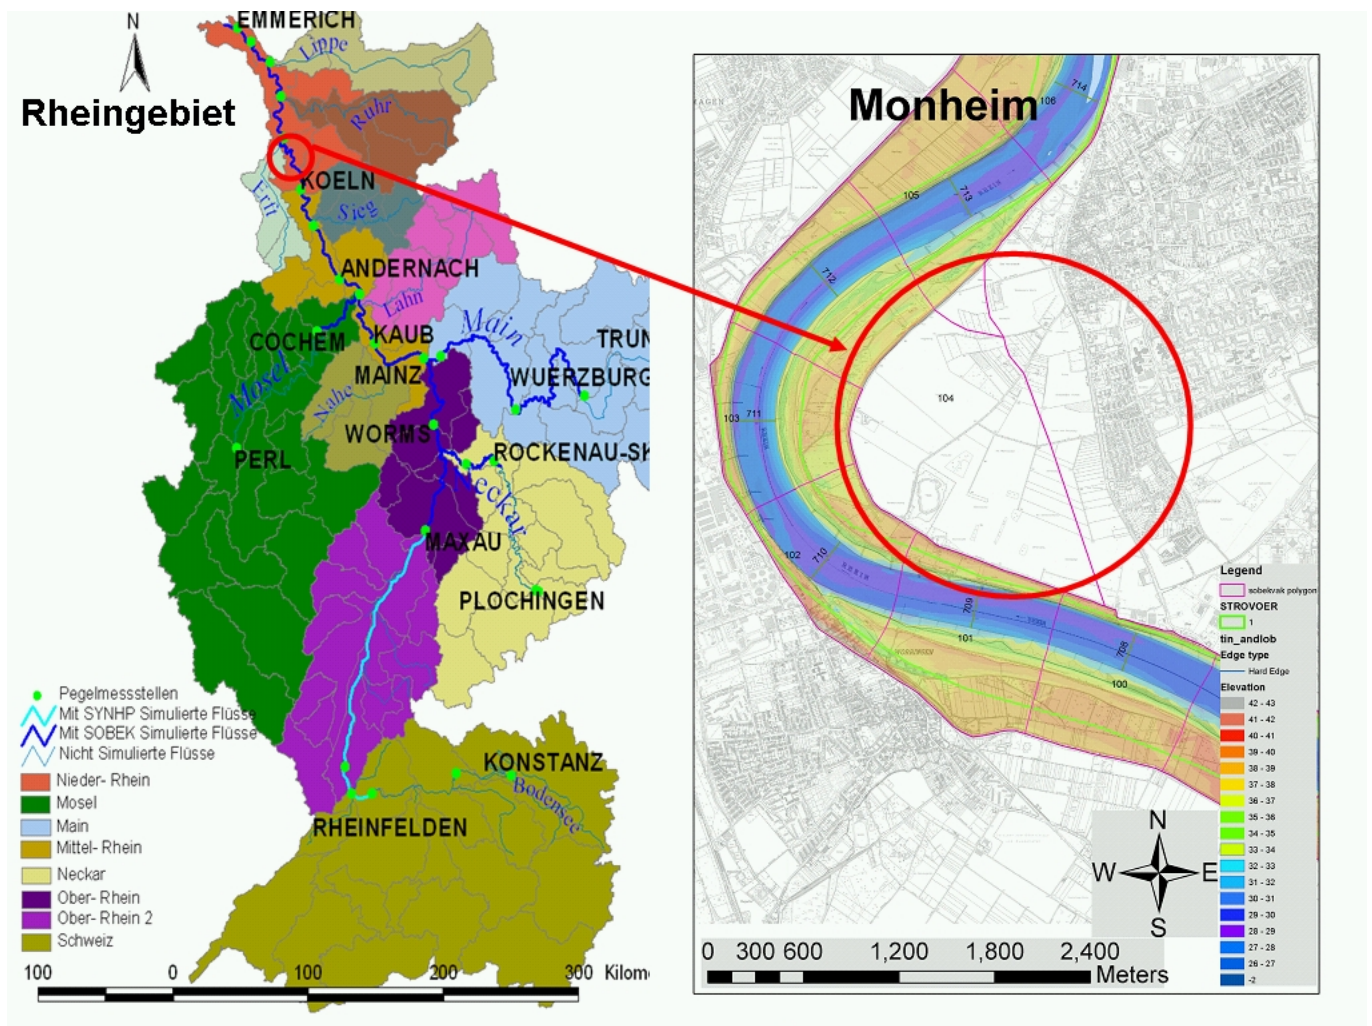 N
EMMERICH
Lippe
Rheingebiet
Ruhr
KOELN
Erft
Sieg
ANDERNACH
Lahn
COCHEM
KAUB
Main
TRUN
Mosel
MAINZ
WUERZBURG
Nahe
WORMS
ROCKENAU-SK
PERL
Neckar
MAXAU
PLOCHINGEN
Pegelmessstellen
Mit SYNHP Simulierte Flüsse
Mit SOBEK Simulierte Flüsse
Nicht Simulierte Flüsse
KONSTANZ
Bodensee
RHEINFELDEN
Nieder- Rhein
Mosel
Main
Mittel- Rhein
Neckar
Ober- Rhein
Ober- Rhein 2
Schweiz
100 0 100 200 300 Kilom
Monheim
714
106
105
713
RHEIN
712
104
103
711
102
710
RHEIN
709
101
708
100
WORRINGEN
Legend
sobekvak polygon
STROVOER
1
tin_andlob
Edge type
Hard Edge
Elevation
42 - 43
41 - 42
40 - 41
39 - 40
38 - 39
37 - 38
36 - 37
35 - 36
34 - 35
33 - 34
32 - 33
31 - 32
30 - 31
29 - 30
28 - 29
27 - 28
26 - 27
-2
N
W E
S
0 300 600 1,200 1,800 2,400
Meters